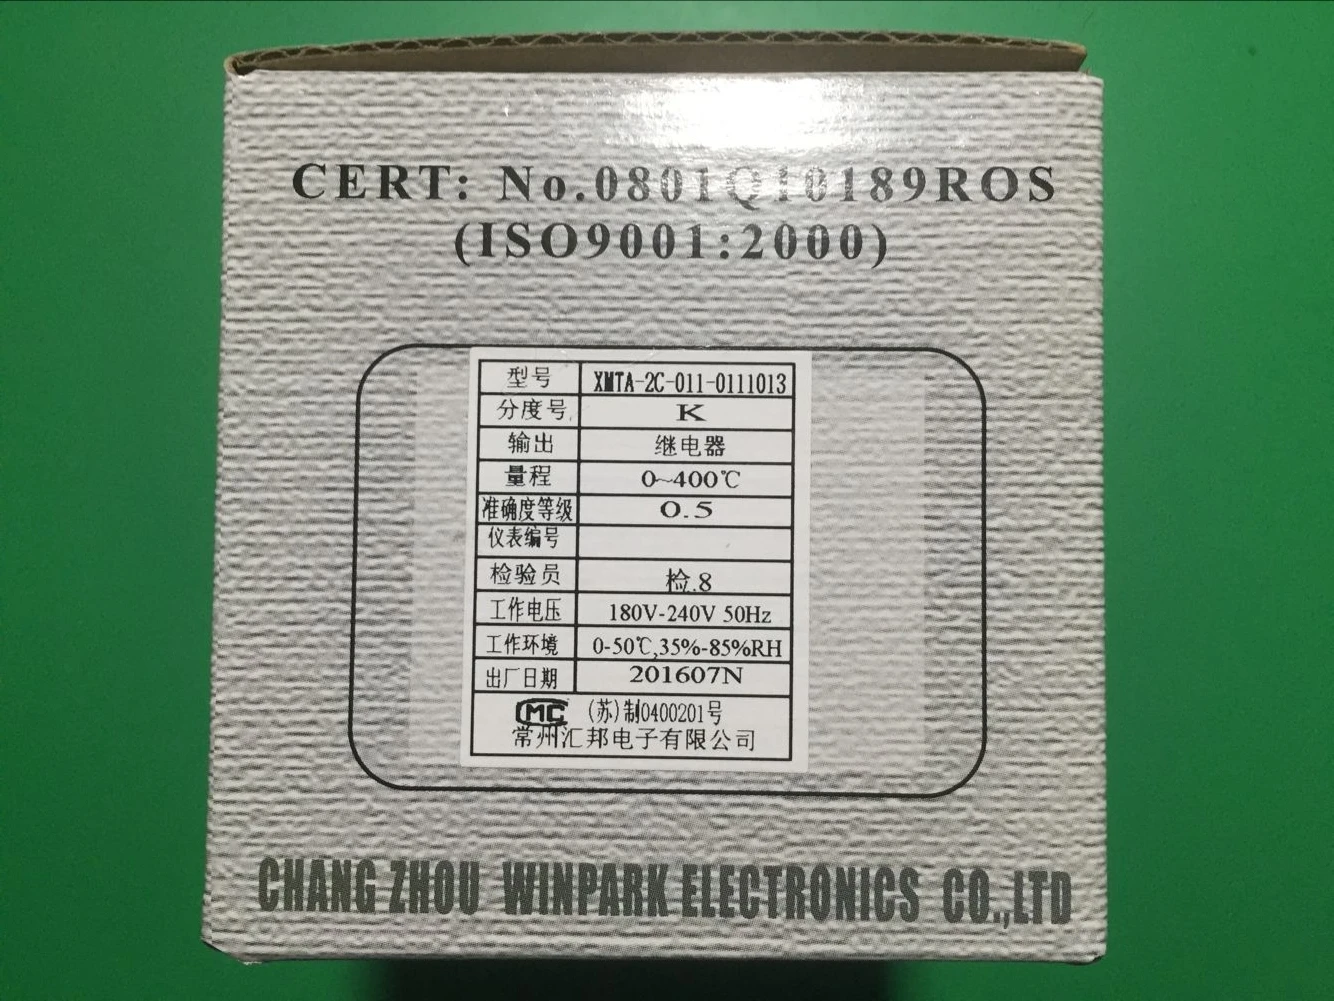 CERT: No.0801Q10189ROS
(ISO9001:2000)
型号 XMTA-2C-011-0111013
分度号 K
输出 继电器
量程 0~400℃
准确度等级 0.5
仪表编号
检验员 检.8
工作电压 180V-240V 50Hz
工作环境 0-50℃,35%-85%RH
出厂日期 201607N
MC (苏)制0400201号
常州汇邦电子有限公司
CHANG ZHOU WINPARK ELECTRONICS CO.,LTD